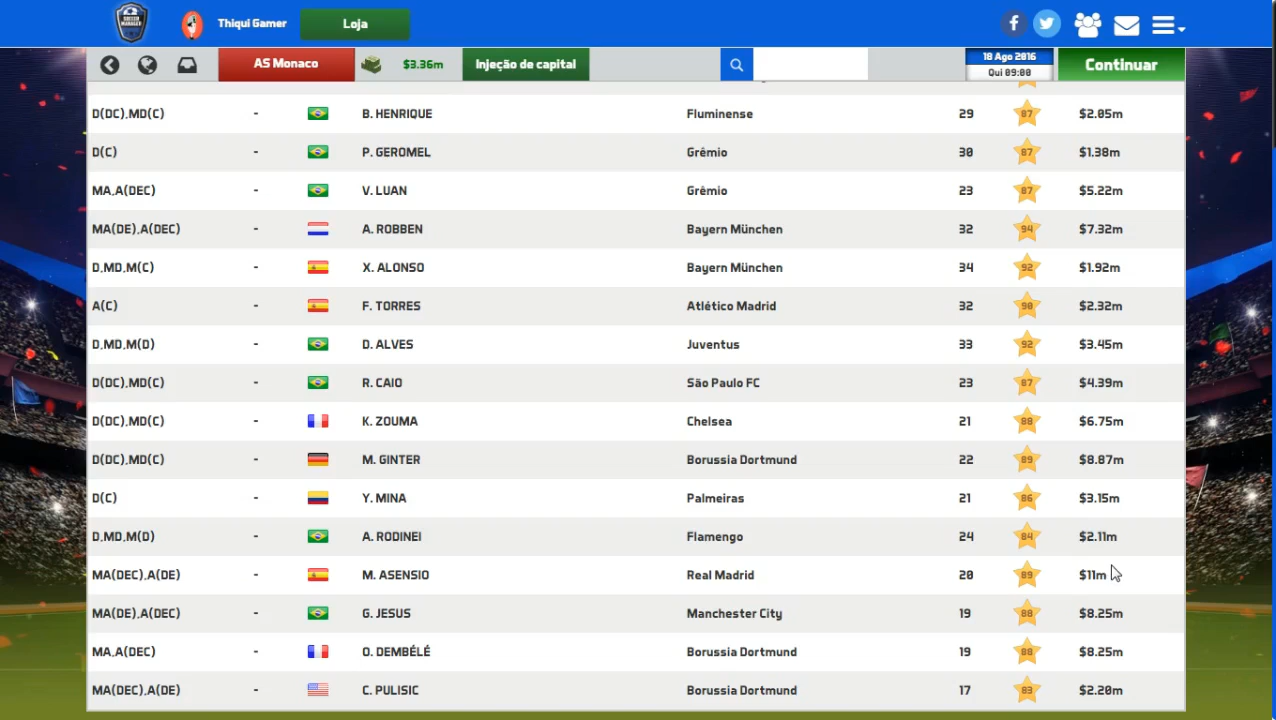 SOCCER MANAGER
Thiqui Gamer
Loja
AS Monaco
$3.36m
Injeção de capital
18 Ago 2016
Qui 09:00
Continuar
D(DC),MD(C) - B. HENRIQUE Fluminense 29 87 $2.05m
D(C) - P. GEROMEL Grêmio 30 87 $1.38m
MA,A(DEC) - V. LUAN Grêmio 23 87 $5.22m
MA(DE),A(DEC) - A. ROBBEN Bayern München 32 94 $7.32m
D,MD,M(C) - X. ALONSO Bayern München 34 92 $1.92m
A(C) - F. TORRES Atlético Madrid 32 90 $2.32m
D,MD,M(D) - D. ALVES Juventus 33 92 $3.45m
D(DC),MD(C) - R. CAIO São Paulo FC 23 87 $4.39m
D(DC),MD(C) - K. ZOUMA Chelsea 21 88 $6.75m
D(DC),MD(C) - M. GINTER Borussia Dortmund 22 89 $8.87m
D(C) - Y. MINA Palmeiras 21 86 $3.15m
D,MD,M(D) - A. RODINEI Flamengo 24 84 $2.11m
MA(DEC),A(DE) - M. ASENSIO Real Madrid 20 89 $11m
MA(DE),A(DEC) - G. JESUS Manchester City 19 88 $8.25m
MA,A(DEC) - O. DEMBÉLÉ Borussia Dortmund 19 88 $8.25m
MA(DEC),A(DE) - C. PULISIC Borussia Dortmund 17 83 $2.20m